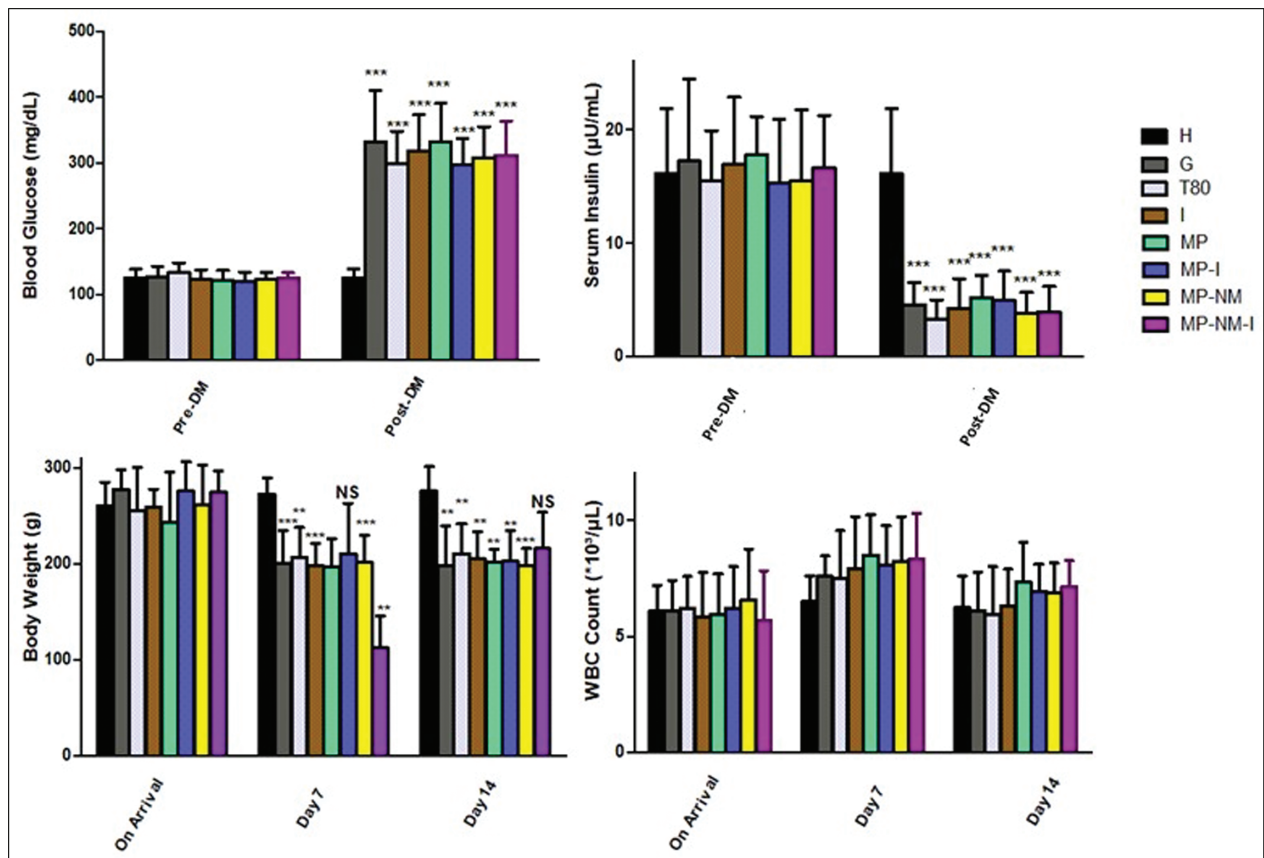 500
400
300
200
100
0
Blood Glucose (mg/dL)
***
***
***
***
***
***
***
Pre-DM
Post-DM
20
10
0
Serum Insulin (µU/mL)
***
***
***
***
***
***
***
Pre-DM
Post-DM
H
G
T80
I
MP
MP-I
MP-NM
MP-NM-I
300
200
100
0
Body Weight (g)
***
**
***
NS
***
**
**
**
**
**
**
***
NS
On Arrival
Day 7
Day 14
10
5
0
WBC Count (*10³/µL)
On Arrival
Day 7
Day 14